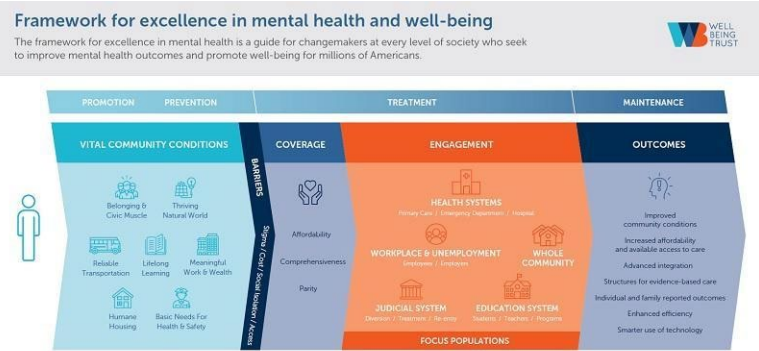 Framework for excellence in mental health and well-being
The framework for excellence in mental health is a guide for changemakers at every level of society who seek
to improve mental health outcomes and promote well-being for millions of Americans.
WELL
BEING
TRUST
PROMOTION
PREVENTION
TREATMENT
MAINTENANCE
VITAL COMMUNITY CONDITIONS
Belonging &
Civic Muscle
Thriving
Natural World
Reliable
Transportation
Lifelong
Learning
Meaningful
Work & Wealth
Humane
Housing
Basic Needs For
Health & Safety
BARRIERS
Stigma / Cost / Social Isolation / Access
COVERAGE
Affordability
Comprehensiveness
Parity
ENGAGEMENT
HEALTH SYSTEMS
Primary Care / Emergency Department / Hospital
WORKPLACE & UNEMPLOYMENT
Employees / Employers
WHOLE
COMMUNITY
JUDICIAL SYSTEM
Diversion / Treatment / Re-entry
EDUCATION SYSTEM
Students / Teachers / Programs
FOCUS POPULATIONS
OUTCOMES
Improved
community conditions
Increased affordability
and available access to care
Advanced integration
Structures for evidence-based care
Individual and family reported outcomes
Enhanced efficiency
Smarter use of technology